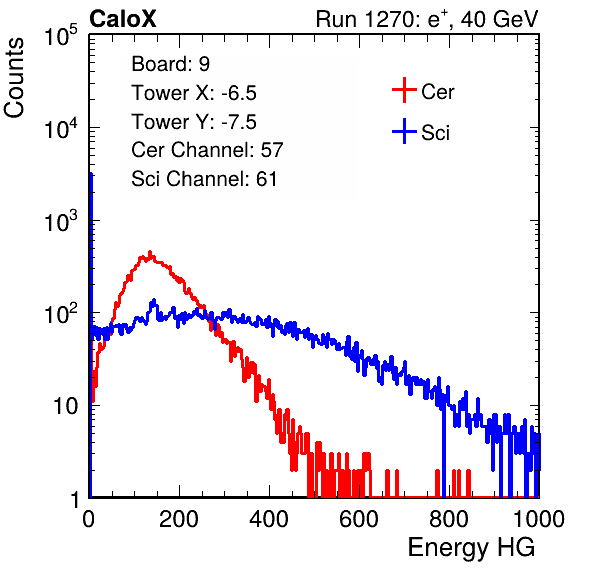 CaloX Run 1270: e⁺, 40 GeV
Counts
10⁵
10⁴
10³
10²
10
1
Board: 9
Tower X: -6.5
Tower Y: -7.5
Cer Channel: 57
Sci Channel: 61
Cer
Sci
0 200 400 600 800 1000
Energy HG